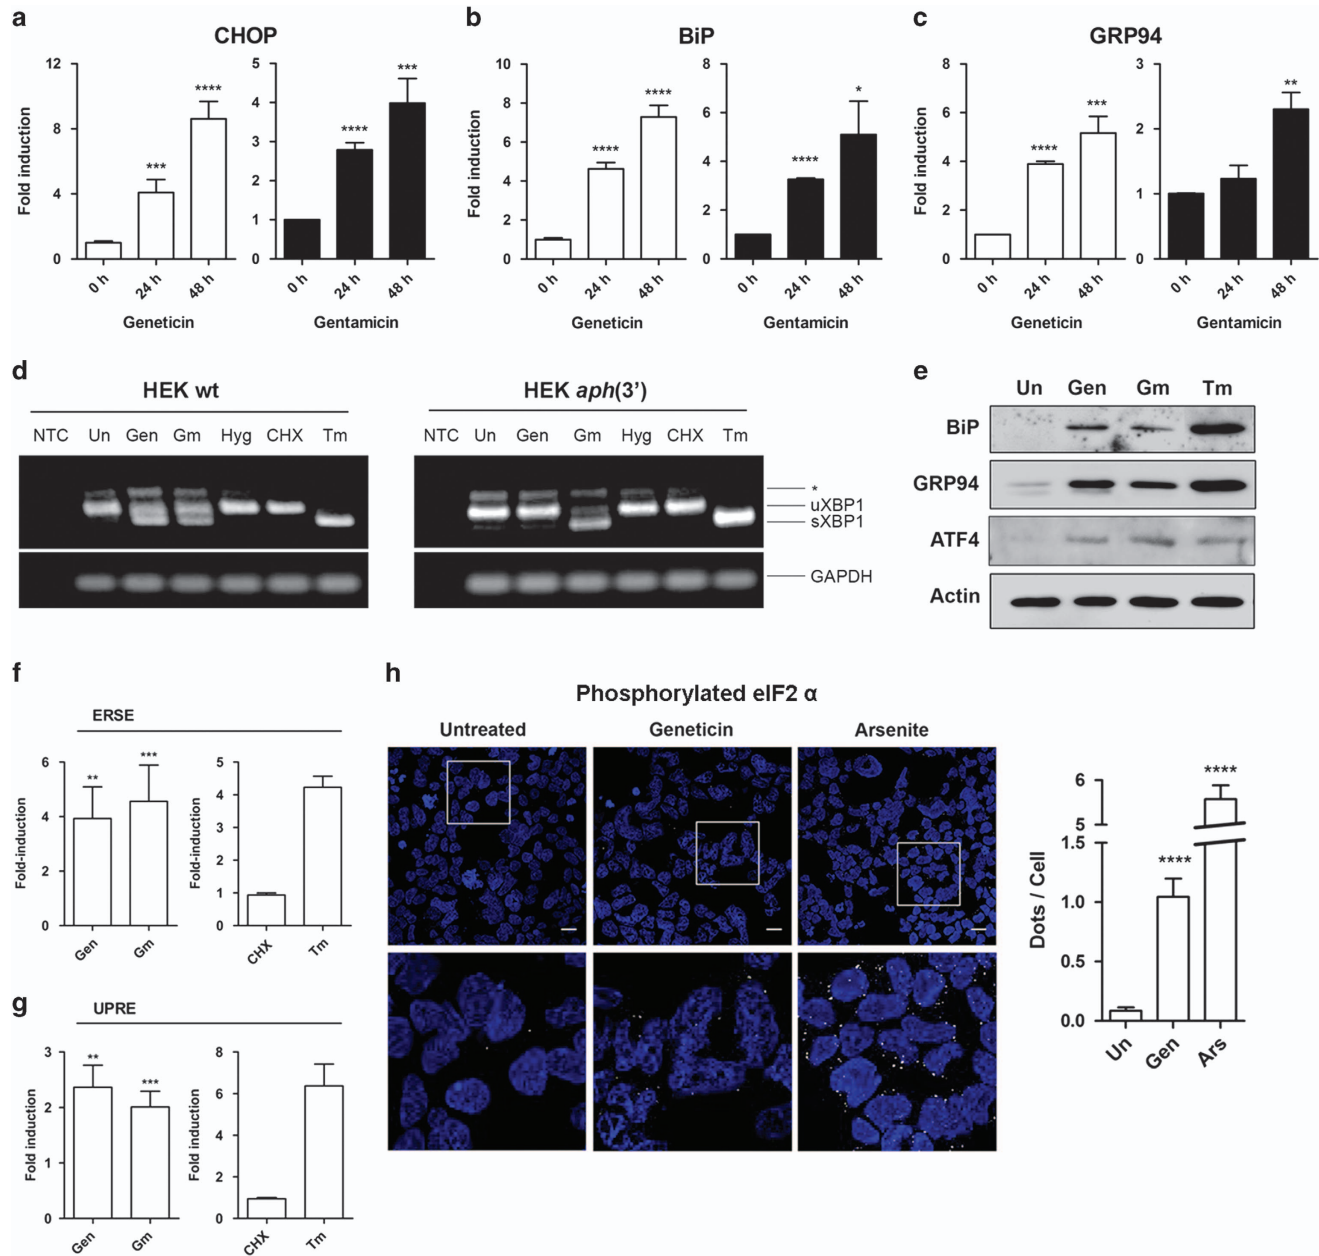 a
CHOP
Fold induction
12
8
4
0
***
****
0 h
24 h
48 h
Geneticin
5
4
3
2
1
0
****
***
0 h
24 h
48 h
Gentamicin
b
BiP
Fold induction
10
8
6
4
2
0
****
****
0 h
24 h
48 h
Geneticin
8
6
4
2
0
****
*
0 h
24 h
48 h
Gentamicin
c
GRP94
Fold induction
8
6
4
2
0
****
***
0 h
24 h
48 h
Geneticin
3
2
1
0
**
0 h
24 h
48 h
Gentamicin
d
HEK wt
NTC Un Gen Gm Hyg CHX Tm
HEK aph(3')
NTC Un Gen Gm Hyg CHX Tm
*
uXBP1
sXBP1
GAPDH
e
Un Gen Gm Tm
BiP
GRP94
ATF4
Actin
f
ERSE
Fold-induction
6
4
2
0
**
***
Gen
Gm
Fold-induction
5
4
3
2
1
0
CHX
Tm
g
UPRE
Fold induction
3
2
1
0
**
***
Gen
Gm
Fold induction
8
6
4
2
0
CHX
Tm
h
Phosphorylated eIF2 α
Untreated Geneticin Arsenite
Dots / Cell
6
5
1.5
1.0
0.5
0.0
****
****
Un
Gen
Ars